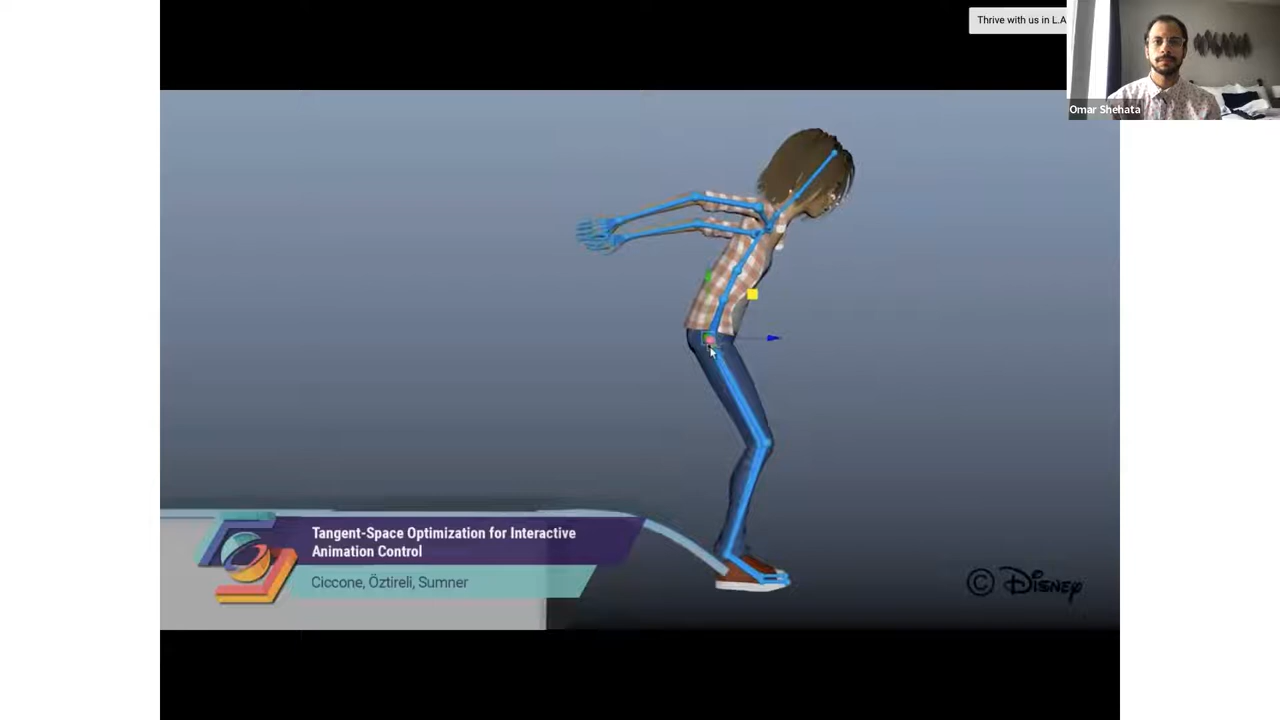 Thrive with us in L.A
Omar Shehata
Tangent-Space Optimization for Interactive
Animation Control
Ciccone, Öztireli, Sumner
© Disney